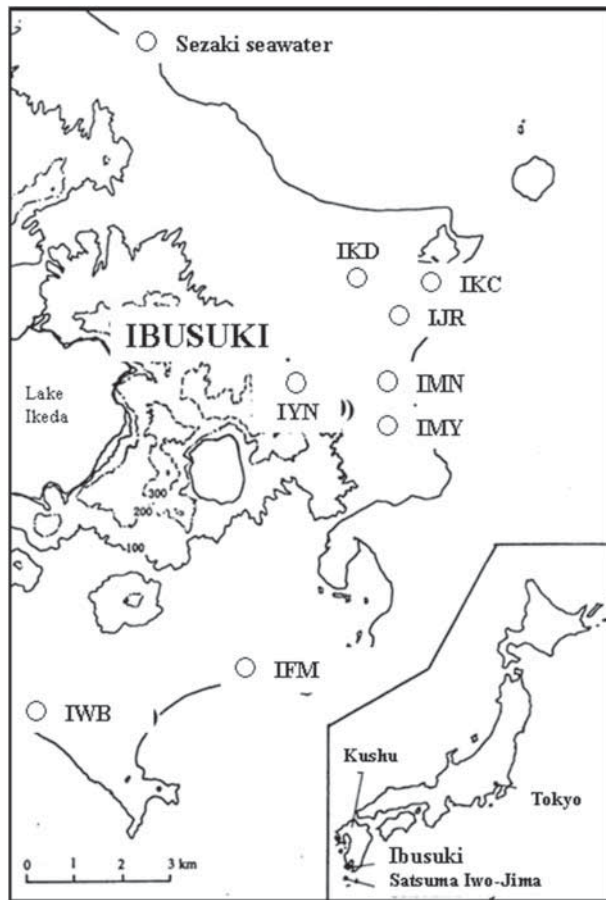 Sezaki seawater
IKD
IKC
IJR
IBUSUKI
Lake
Ikeda
IYN
IMN
IMY
300
200
100
IFM
IWB
Kushu
Tokyo
Ibusuki
Satsuma Iwo-Jima
0 1 2 3 km